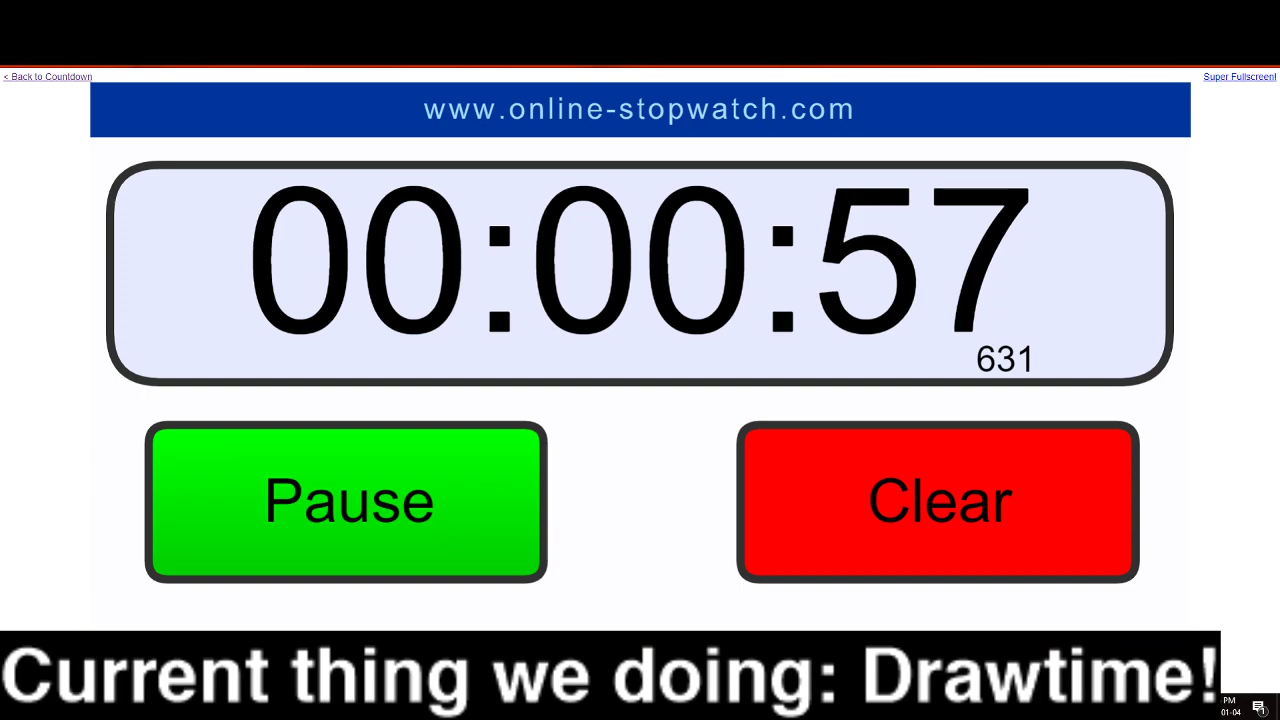 < Back to Countdown
Super Fullscreen!
www.online-stopwatch.com
00:00:57
631
Pause
Clear
Current thing we doing: Drawtime!
PM
01-04